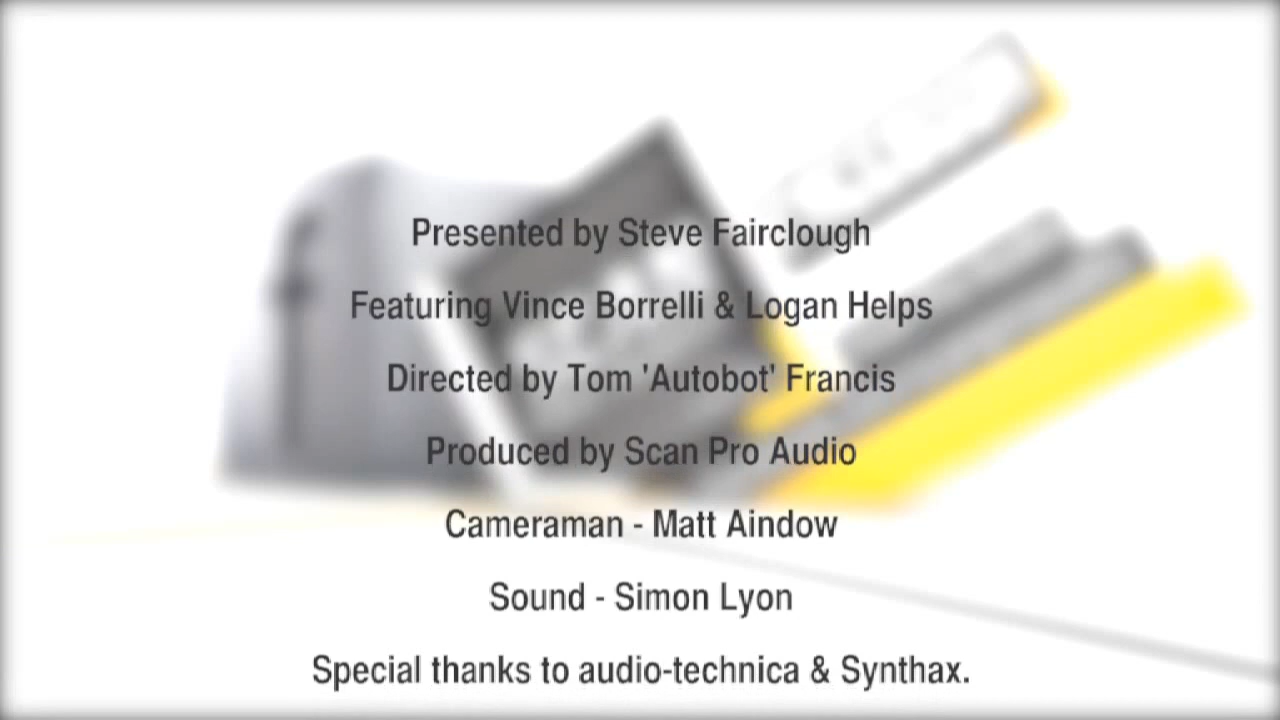 Presented by Steve Fairclough
Featuring Vince Borrelli & Logan Helps
Directed by Tom 'Autobot' Francis
Produced by Scan Pro Audio
Cameraman - Matt Aindow
Sound - Simon Lyon
Special thanks to audio-technica & Synthax.